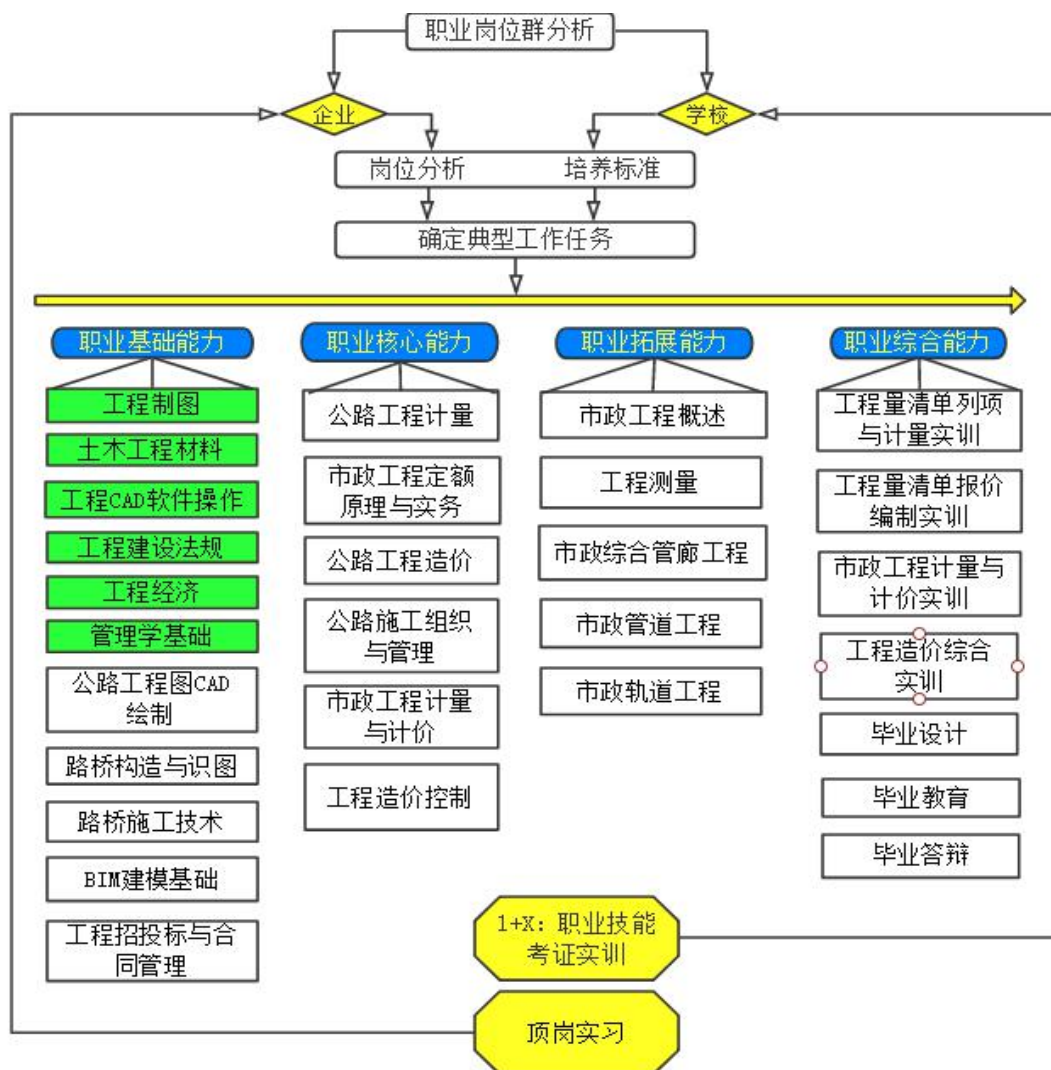 职业岗位群分析
企业
学校
岗位分析 培养标准
确定典型工作任务
职业基础能力
工程制图
土木工程材料
工程CAD软件操作
工程建设法规
工程经济
管理学基础
公路工程图CAD
绘制
路桥构造与识图
路桥施工技术
BIM建模基础
工程招投标与合
同管理
职业核心能力
公路工程计量
市政工程定额
原理与实务
公路工程造价
公路施工组织
与管理
市政工程计量
与计价
工程造价控制
职业拓展能力
市政工程概述
工程测量
市政综合管廊工程
市政管道工程
市政轨道工程
职业综合能力
工程量清单列项
与计量实训
工程量清单报价
编制实训
市政工程计量与
计价实训
工程造价综合
实训
毕业设计
毕业教育
毕业答辩
1+X: 职业技能
考证实训
顶岗实习